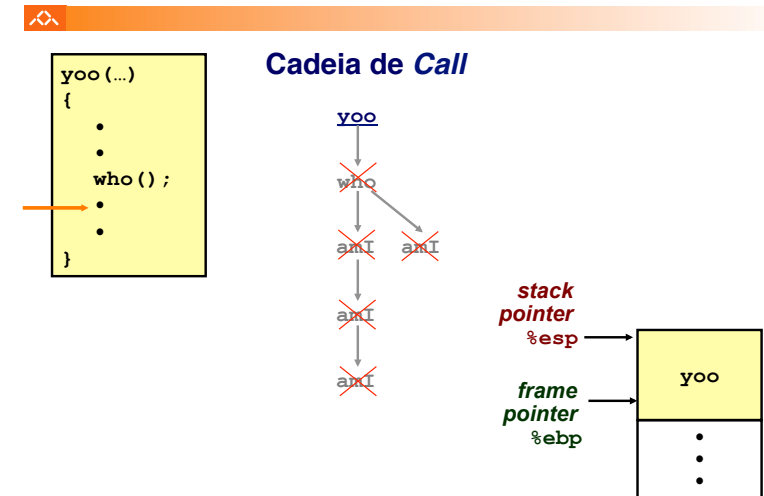 Cadeia de Call
yoo(…)
{
•
•
who();
•
•
}
yoo
who
amI amI
amI
amI
stack
pointer
%esp
yoo
frame
pointer
%ebp
•
•
•